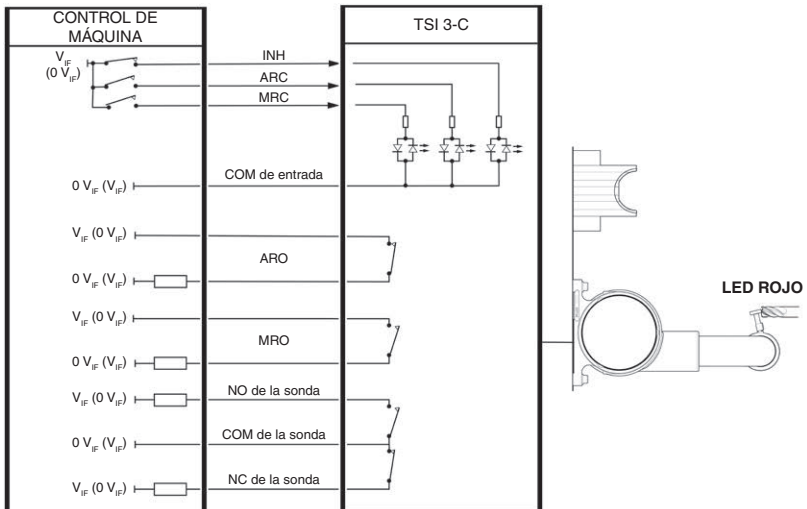 CONTROL DE
MÁQUINA
TSI 3-C
V_IF
(0 V_IF)
INH
ARC
MRC
0 V_IF (V_IF)
COM de entrada
V_IF (0 V_IF)
ARO
0 V_IF (V_IF)
V_IF (0 V_IF)
MRO
0 V_IF (V_IF)
V_IF (0 V_IF)
NO de la sonda
0 V_IF (V_IF)
COM de la sonda
V_IF (0 V_IF)
NC de la sonda
LED ROJO